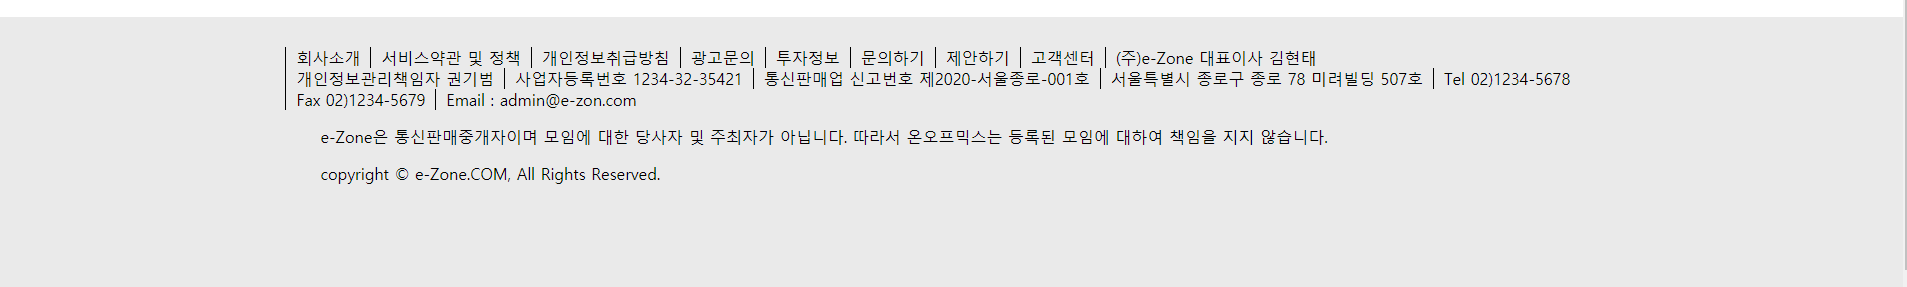 회사소개 | 서비스약관 및 정책 | 개인정보취급방침 | 광고문의 | 투자정보 | 문의하기 | 제안하기 | 고객센터 | (주)e-Zone 대표이사 김현태
개인정보관리책임자 권기범 | 사업자등록번호 1234-32-35421 | 통신판매업 신고번호 제2020-서울종로-001호 | 서울특별시 종로구 종로 78 미려빌딩 507호 | Tel 02)1234-5678
Fax 02)1234-5679 | Email : admin@e-zon.com
e-Zone은 통신판매중개자이며 모임에 대한 당사자 및 주최자가 아닙니다. 따라서 온오프믹스는 등록된 모임에 대하여 책임을 지지 않습니다.
copyright © e-Zone.COM, All Rights Reserved.